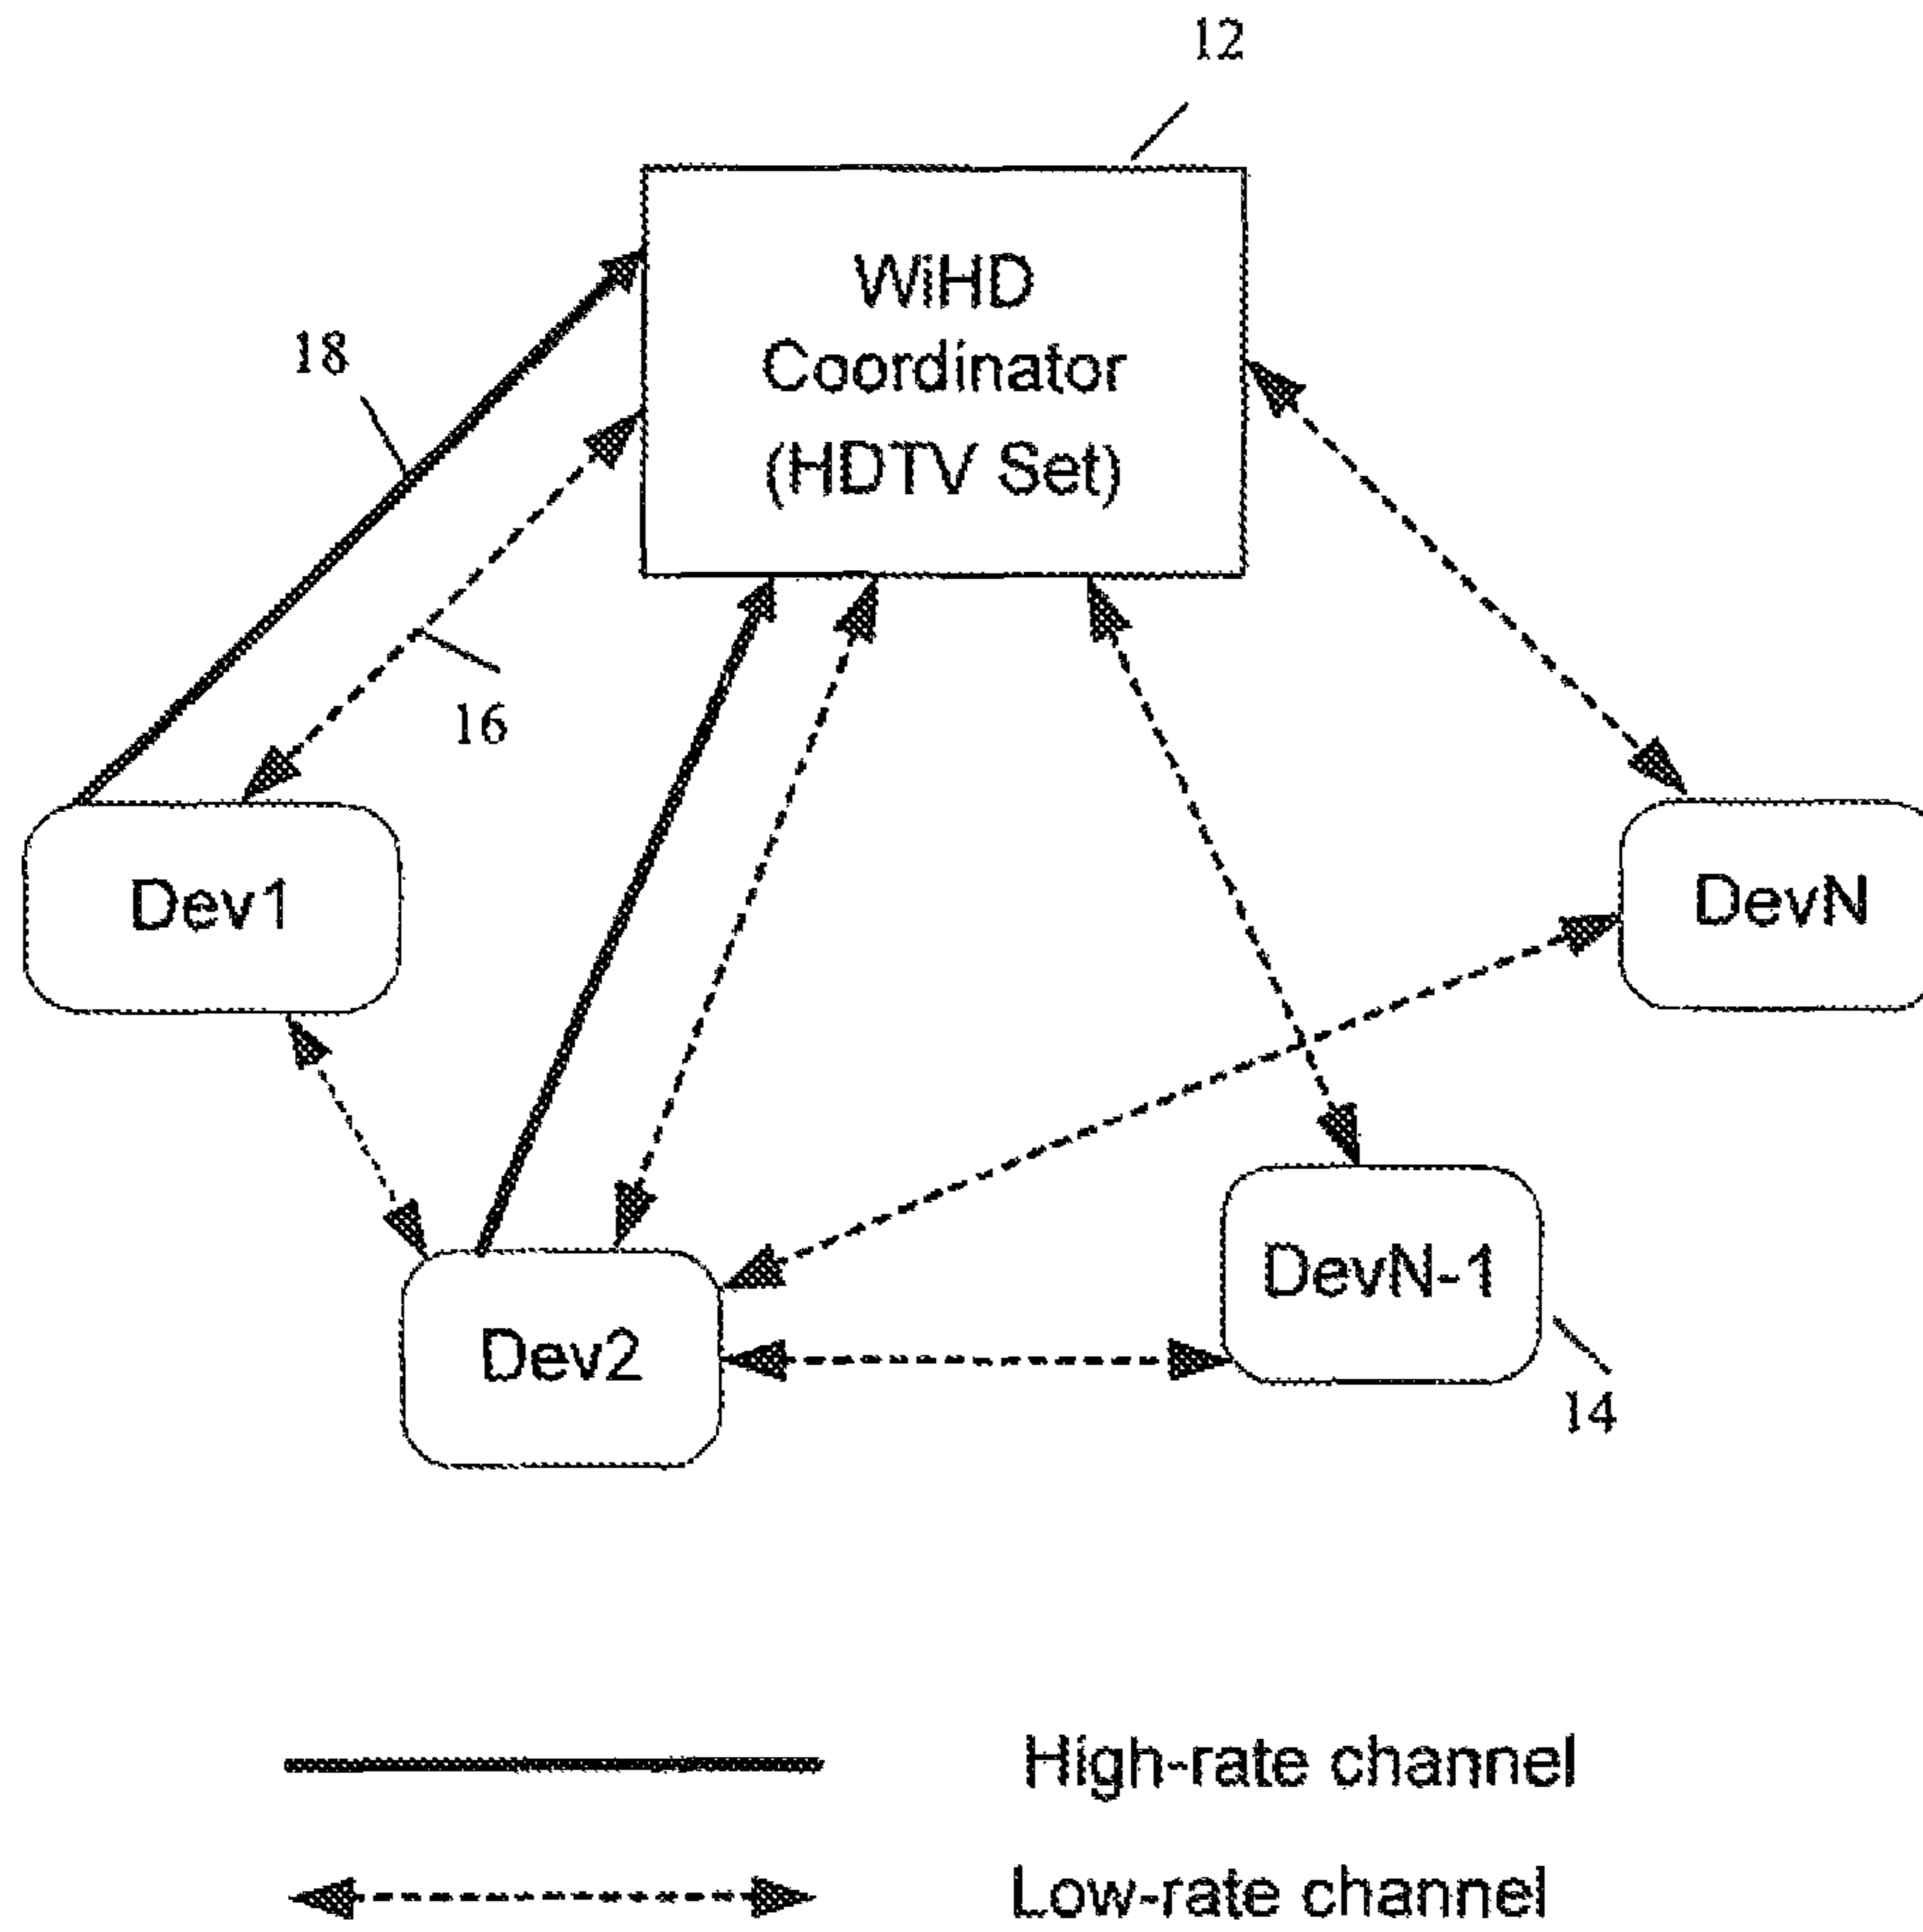 12
WiHD
Coordinator
(HDTV Set)
18
16
Dev1
DevN
Dev2
DevN-1
14
High-rate channel
Low-rate channel